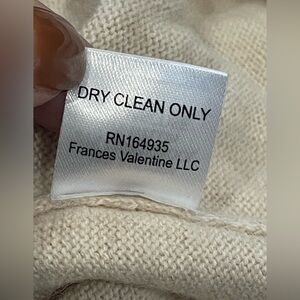 DRY CLEAN ONLY
RN164935
Frances Valentine LLC